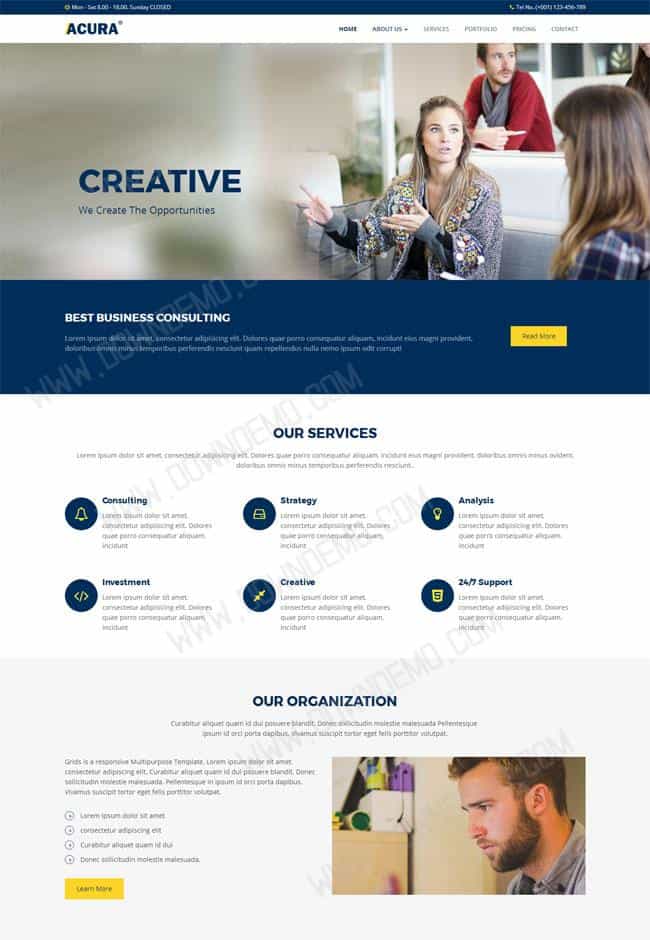 Mon - Sat 8.00 - 18.00. Sunday CLOSED
Tel No. (+001) 123-456-789
ACURA®
HOME
ABOUT US
SERVICES
PORTFOLIO
PRICING
CONTACT
CREATIVE
We Create The Opportunities
BEST BUSINESS CONSULTING
Lorem ipsum dolor sit amet, consectetur adipisicing elit. Dolores quae porro consequatur aliquam, incidunt eius magni provident,
doloribus omnis minus temporibus perferendis nesciunt quam repellendus nulla nemo ipsum odit corrupti
Read More
OUR SERVICES
Lorem ipsum dolor sit amet, consectetur adipisicing elit. Dolores quae porro consequatur aliquam, incidunt eius magni provident, doloribus omnis minus ovident,
doloribus omnis minus temporibus perferendis nesciunt..
Consulting
Lorem ipsum dolor sit amet,
consectetur adipisicing elit. Dolores
quae porro consequatur aliquam,
incidunt
Strategy
Lorem ipsum dolor sit amet,
consectetur adipisicing elit. Dolores
quae porro consequatur aliquam,
incidunt
Analysis
Lorem ipsum dolor sit amet,
consectetur adipisicing elit. Dolores
quae porro consequatur aliquam,
incidunt
Investment
Lorem ipsum dolor sit amet,
consectetur adipisicing elit. Dolores
quae porro consequatur aliquam,
incidunt
Creative
Lorem ipsum dolor sit amet,
consectetur adipisicing elit. Dolores
quae porro consequatur aliquam,
incidunt
24/7 Support
Lorem ipsum dolor sit amet,
consectetur adipisicing elit. Dolores
quae porro consequatur aliquam,
incidunt
OUR ORGANIZATION
Curabitur aliquet quam id dui posuere blandit. Donec sollicitudin molestie malesuada Pellentesque
ipsum id orci porta dapibus. Vivamus suscipit tortor eget felis porttitor volutpat.
Grids is a responsive Multipurpose Template. Lorem ipsum dolor sit amet,
consectetur adipiscing elit. Curabitur aliquet quam id dui posuere blandit. Donec
sollicitudin molestie malesuada. Pellentesque in ipsum id orci porta dapibus.
Vivamus suscipit tortor eget felis porttitor volutpat.
Lorem ipsum dolor sit amet
consectetur adipiscing elit
Curabitur aliquet quam id dui
Donec sollicitudin molestie malesuada.
Learn More
WWW.DOWNDEMO.COM
WWW.DOWNDEMO.COM
WWW.DOWNDEMO.COM
WWW.DOWNDEMO.COM
WWW.DOWNDEMO.COM